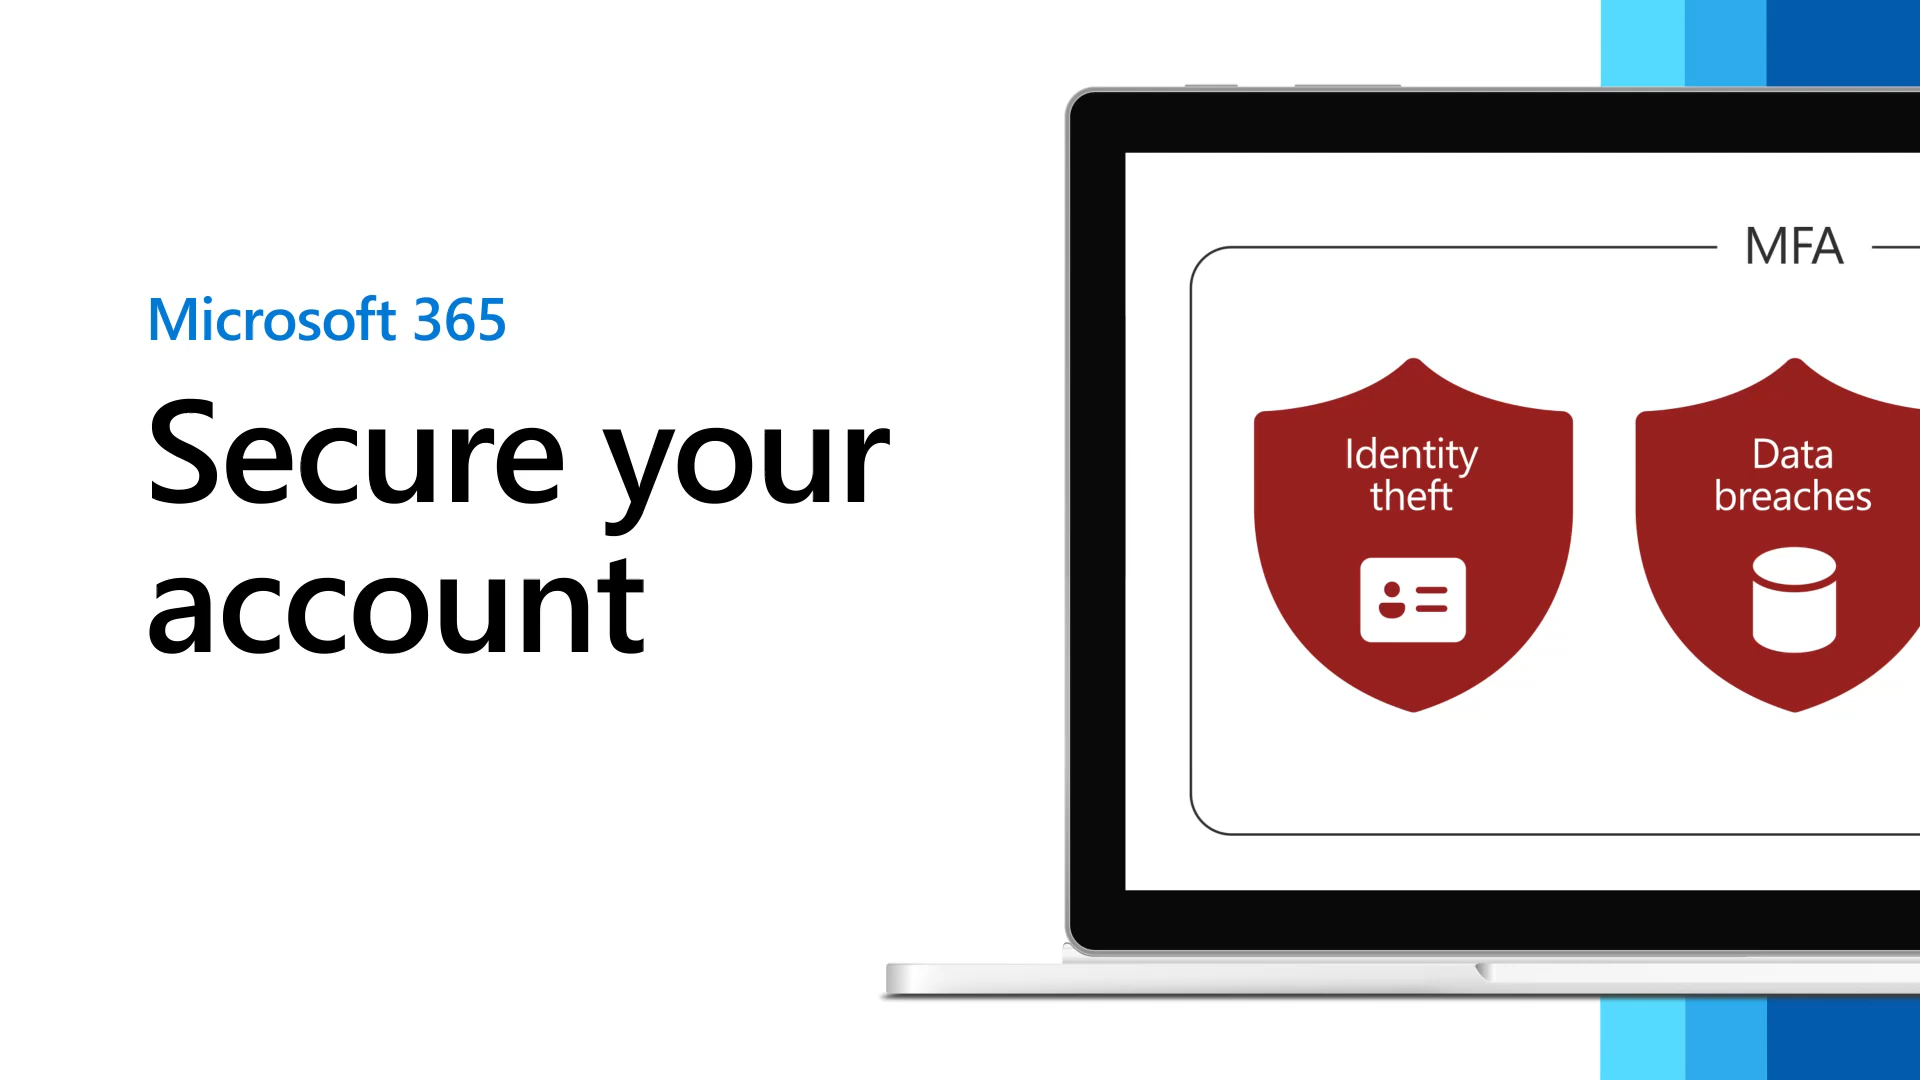 Microsoft 365
Secure your
account
MFA
Identity
theft
Data
breaches